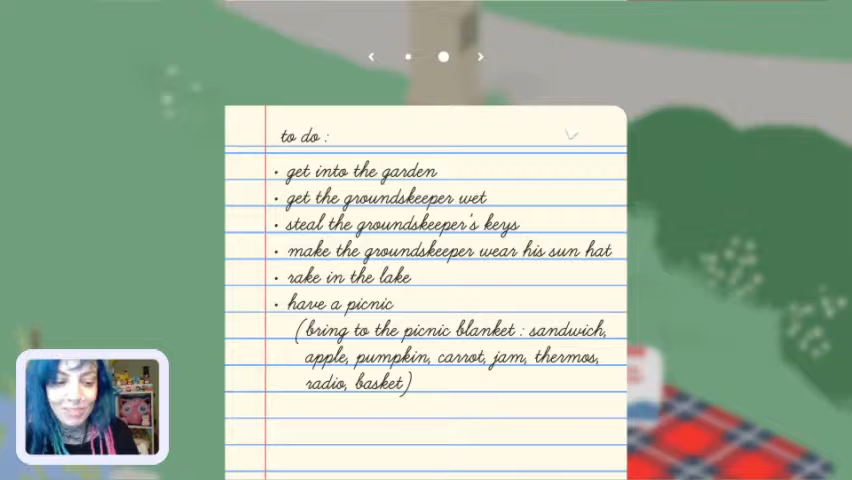 to do :
• get into the garden
• get the groundskeeper wet
• steal the groundskeeper's keys
• make the groundskeeper wear his sun hat
• rake in the lake
• have a picnic
(bring to the picnic blanket : sandwich,
apple, pumpkin, carrot, jam, thermos,
radio, basket)